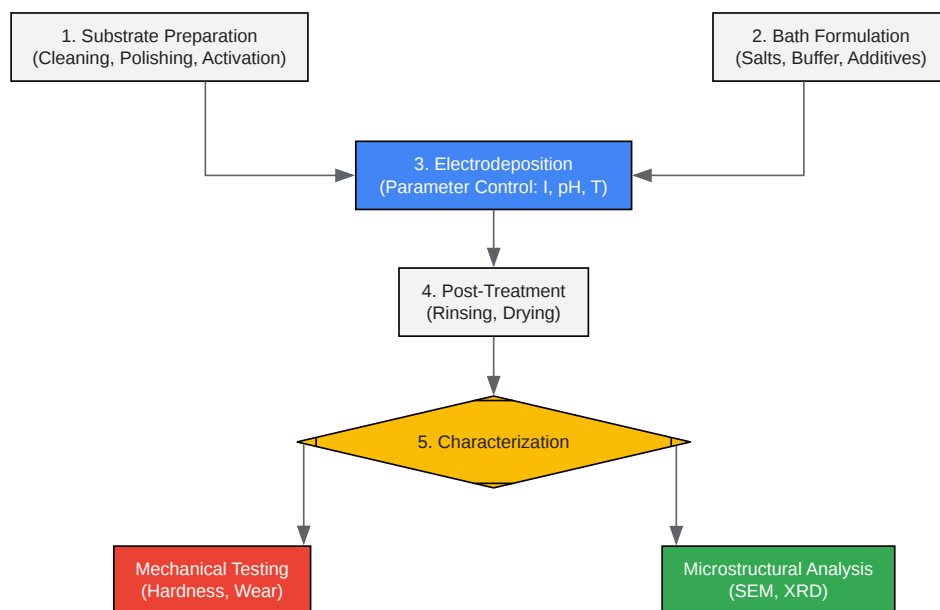 1. Substrate Preparation
(Cleaning, Polishing, Activation)
2. Bath Formulation
(Salts, Buffer, Additives)
3. Electrodeposition
(Parameter Control: I, pH, T)
4. Post-Treatment
(Rinsing, Drying)
5. Characterization
Mechanical Testing
(Hardness, Wear)
Microstructural Analysis
(SEM, XRD)